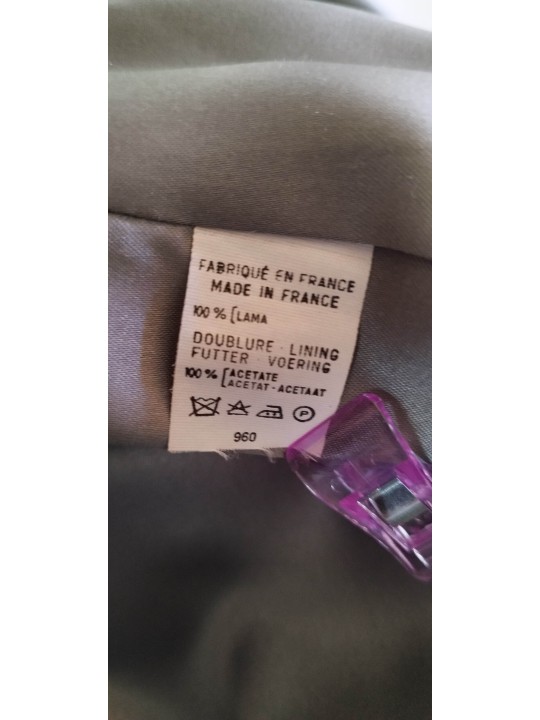 FABRIQUÉ EN FRANCE
MADE IN FRANCE
100 % [LAMA
DOUBLURE - LINING
FUTTER - VOERING
100 % [ACETATE
ACETAT - ACETAAT
P
960